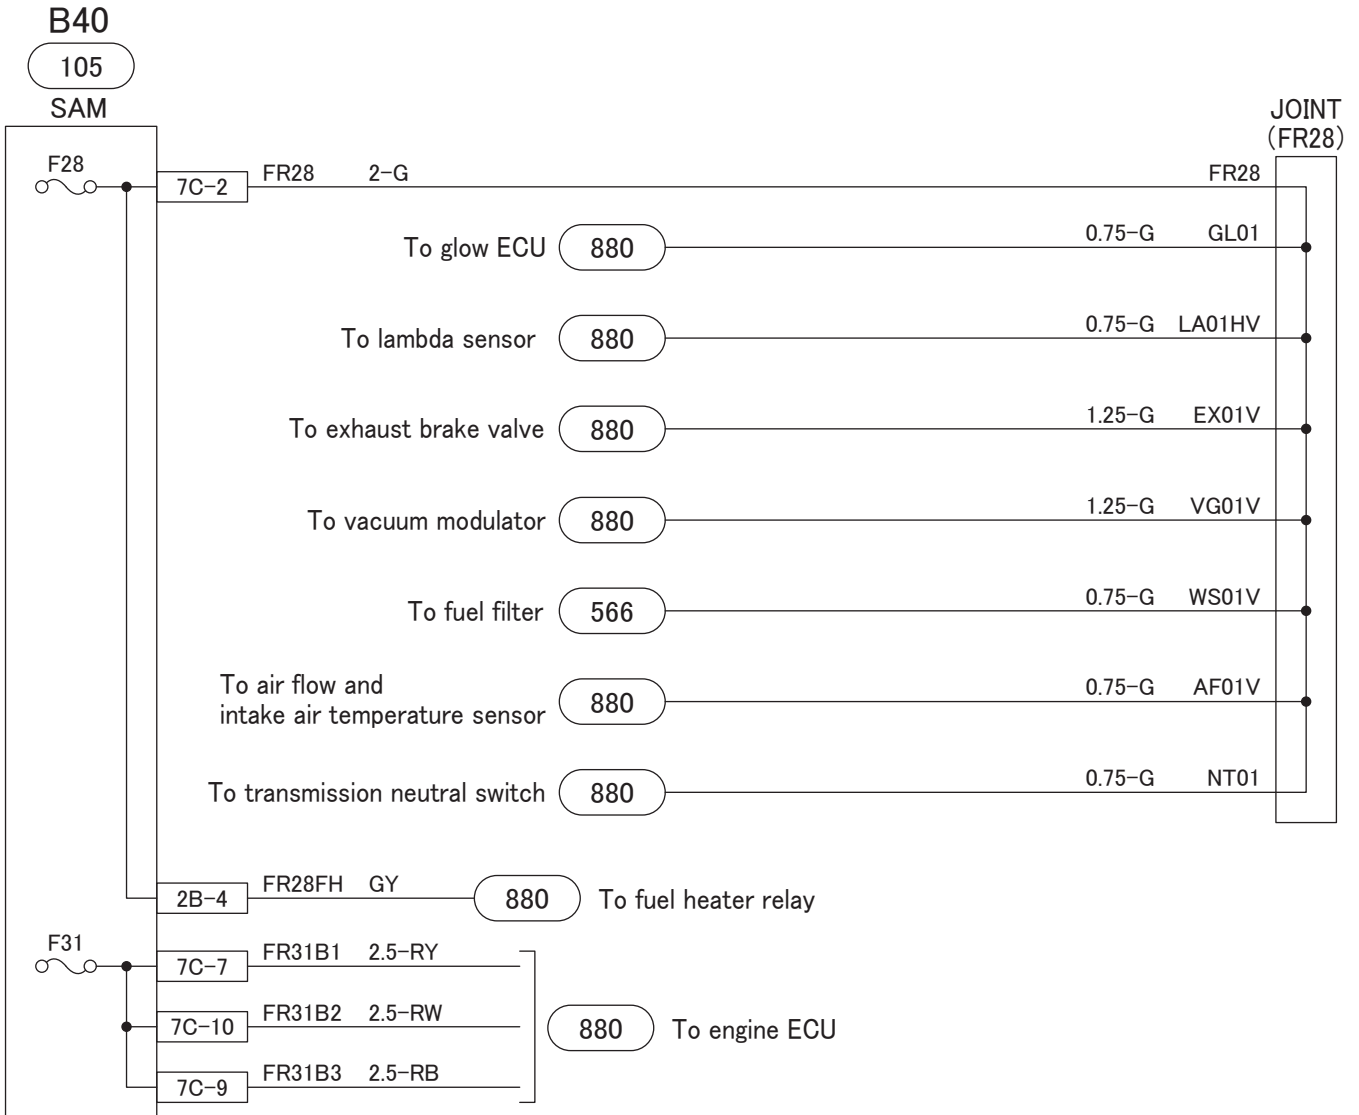 B40
105
SAM
JOINT
(FR28)
F28
7C-2 FR28 2-G FR28
To glow ECU 880 0.75-G GL01
To lambda sensor 880 0.75-G LA01HV
To exhaust brake valve 880 1.25-G EX01V
To vacuum modulator 880 1.25-G VG01V
To fuel filter 566 0.75-G WS01V
To air flow and
intake air temperature sensor 880 0.75-G AF01V
To transmission neutral switch 880 0.75-G NT01
2B-4 FR28FH GY 880 To fuel heater relay
F31
7C-7 FR31B1 2.5-RY
7C-10 FR31B2 2.5-RW
880 To engine ECU
7C-9 FR31B3 2.5-RB